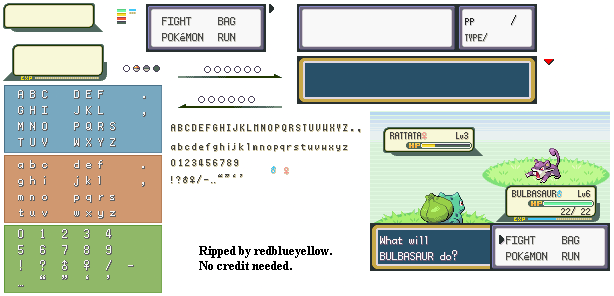 FIGHT BAG
POKéMON RUN
PP /
TYPE/
EXP
A B C D E F .
G H I J K L ,
M N O P Q R S
T U V W X Y Z
a b c d e f .
g h i j k l ,
m n o p q r s
t u v w x y z
0 1 2 3 4
5 6 7 8 9
! ? ♂ ♀ / -
… “ ” ‘ ’
ABCDEFGHIJKLMNOPQRSTUVWXYZ.,
abcdefghijklmnopqrstuvwxyz
0123456789
!?♂♀/-…“”‘’
♂ ♀
RATTATA♀ Lv3
HP
BULBASAUR♂ Lv6
HP
22/ 22
EXP
What will
BULBASAUR do?
FIGHT BAG
POKéMON RUN
Ripped by redblueyellow.
No credit needed.